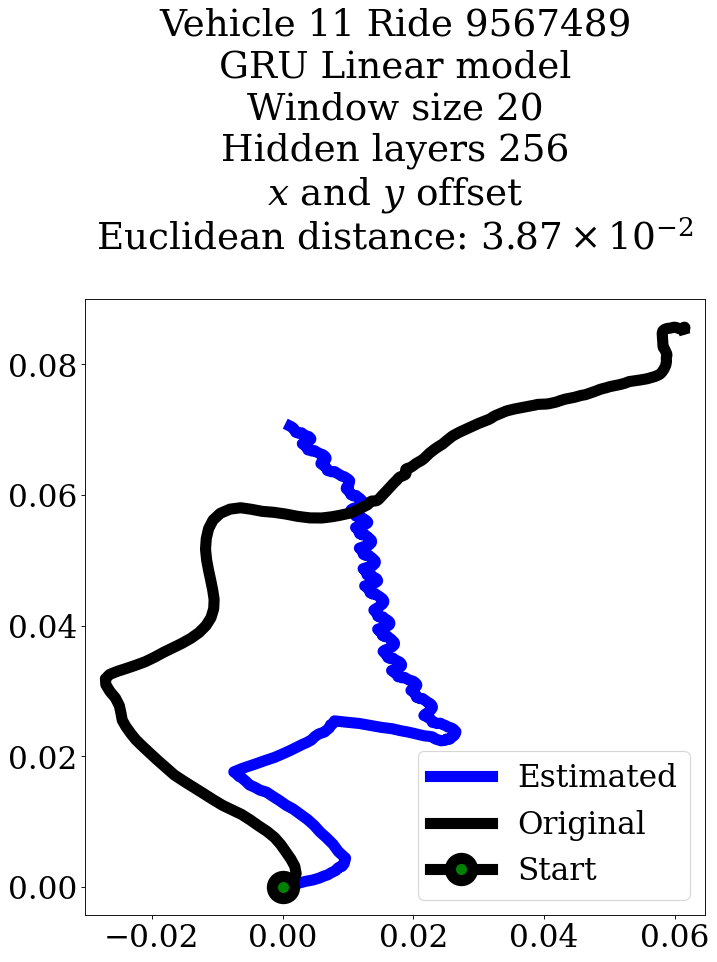 Vehicle 11 Ride 9567489
GRU Linear model
Window size 20
Hidden layers 256
x and y offset
Euclidean distance: 3.87 × 10⁻²
0.08
0.06
0.04
0.02
0.00
Estimated
Original
Start
−0.02 0.00 0.02 0.04 0.06